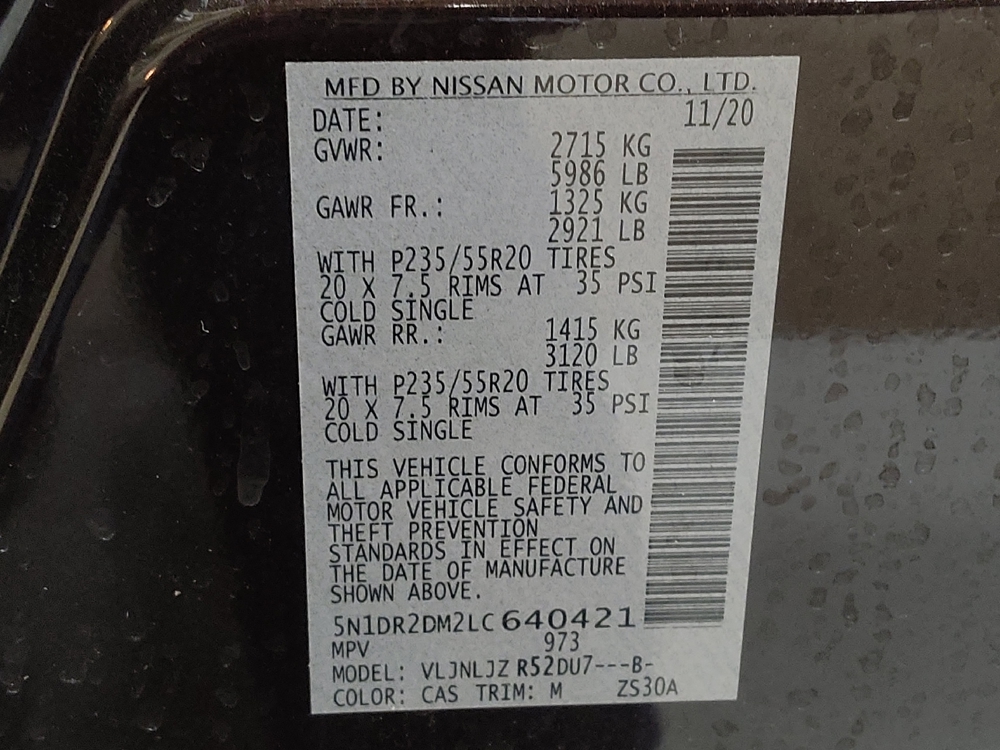 MFD BY NISSAN MOTOR CO., LTD.
DATE: 11/20
GVWR: 2715 KG
5986 LB
GAWR FR.: 1325 KG
2921 LB
WITH P235/55R20 TIRES
20 X 7.5 RIMS AT 35 PSI
COLD SINGLE
GAWR RR.: 1415 KG
3120 LB
WITH P235/55R20 TIRES
20 X 7.5 RIMS AT 35 PSI
COLD SINGLE
THIS VEHICLE CONFORMS TO
ALL APPLICABLE FEDERAL
MOTOR VEHICLE SAFETY AND
THEFT PREVENTION
STANDARDS IN EFFECT ON
THE DATE OF MANUFACTURE
SHOWN ABOVE.
5N1DR2DM2LC640421
MPV 973
MODEL: VLJNLJZ R52DU7---B-
COLOR: CAS TRIM: M ZS30A